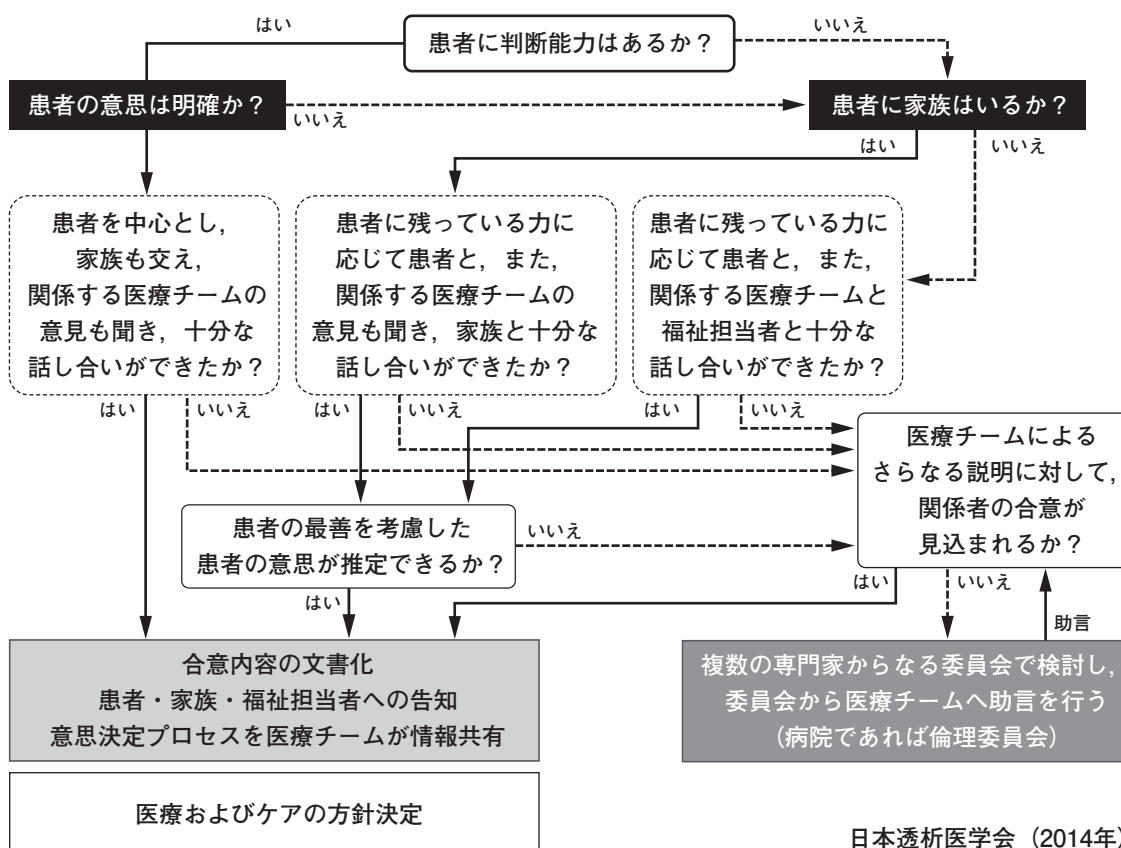 患者に判断能力はあるか？
はい
いいえ
患者の意思は明確か？
いいえ
患者に家族はいるか？
はい
いいえ
患者を中心とし，
家族も交え，
関係する医療チームの
意見も聞き，十分な
話し合いができたか？
患者に残っている力に
応じて患者と，また，
関係する医療チームの
意見も聞き，家族と十分な
話し合いができたか？
患者に残っている力に
応じて患者と，また，
関係する医療チームと
福祉担当者と十分な
話し合いができたか？
はい
いいえ
はい
いいえ
はい
いいえ
医療チームによる
さらなる説明に対して，
関係者の合意が
見込まれるか？
患者の最善を考慮した
患者の意思が推定できるか？
いいえ
はい
はい
いいえ
助言
合意内容の文書化
患者・家族・福祉担当者への告知
意思決定プロセスを医療チームが情報共有
複数の専門家からなる委員会で検討し，
委員会から医療チームへ助言を行う
（病院であれば倫理委員会）
医療およびケアの方針決定
日本透析医学会（2014年）